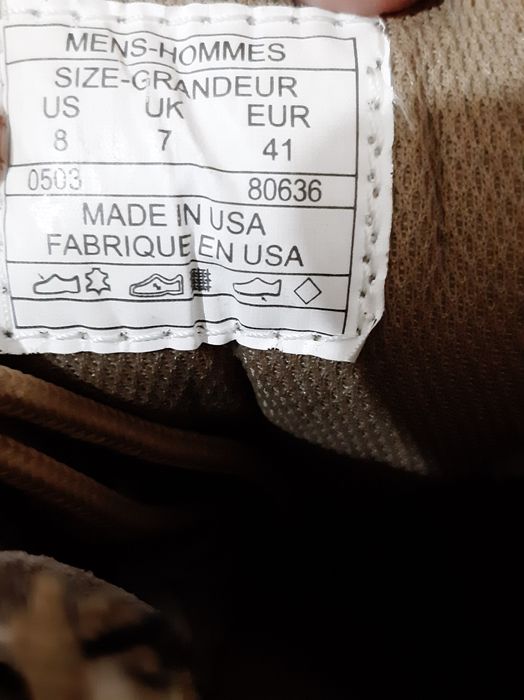 MENS-HOMMES
SIZE-GRANDEUR
US UK EUR
8 7 41
0503 80636
MADE IN USA
FABRIQUE EN USA